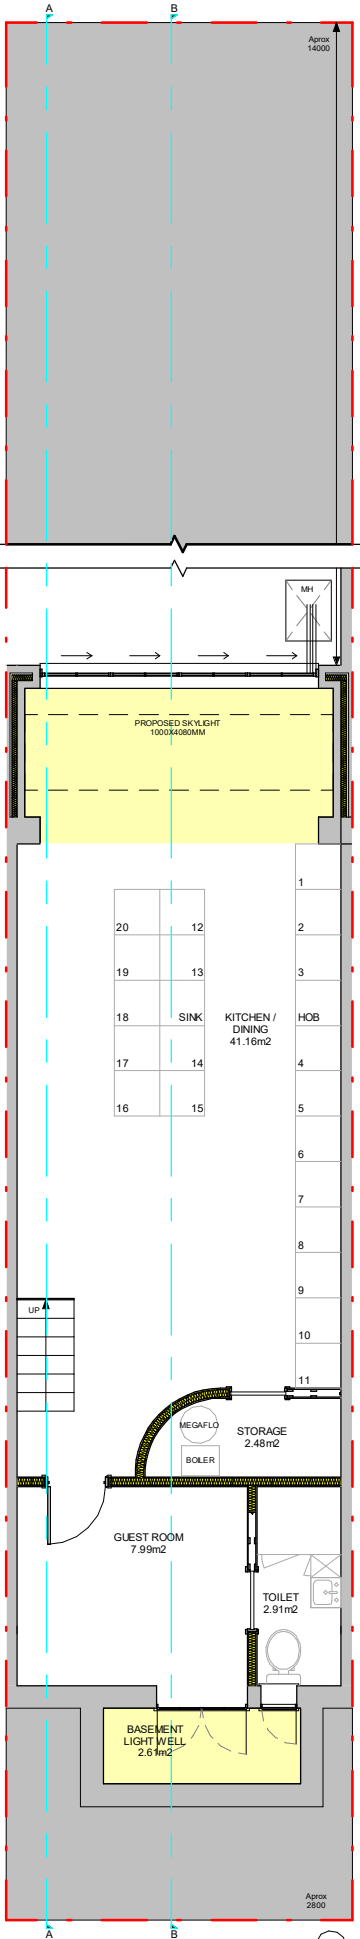 A B
Aprox
14000
MH
PROPOSED SKYLIGHT
1000X4080MM
1
20 12 2
19 13 3
18 SINK KITCHEN / HOB
DINING
41.16m2
17 14 4
16 15 5
6
7
8
9
UP
10
11
MEGAFLO
STORAGE
2.48m2
BOILER
GUEST ROOM
7.99m2
TOILET
2.91m2
BASEMENT
LIGHT WELL
2.61m2
Aprox
2800
A B